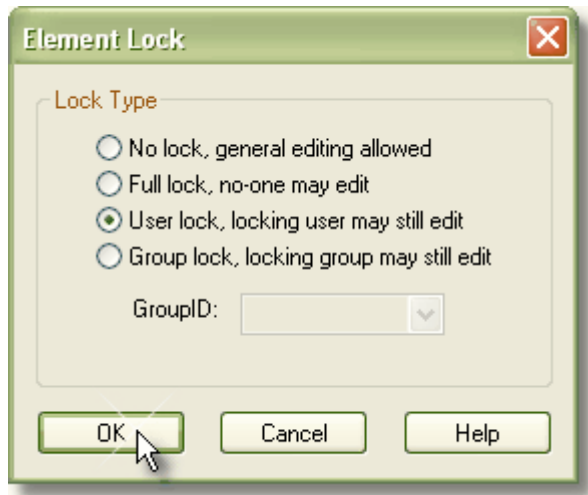 Element Lock
Lock Type
No lock, general editing allowed
Full lock, no-one may edit
User lock, locking user may still edit
Group lock, locking group may still edit
GroupID:
OK Cancel Help